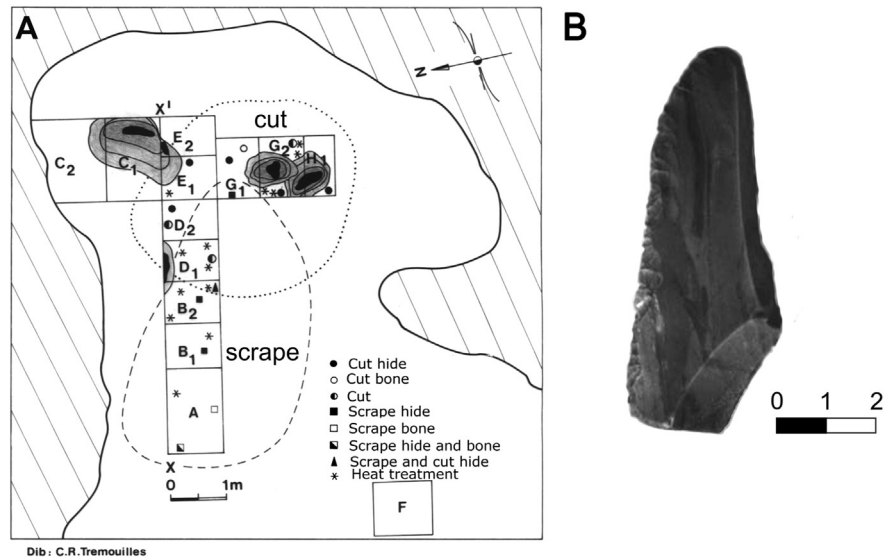 A
B
N
X'
cut
E2
C2
C1
G2
H1
E1
G1
D2
D1
B2
B1
scrape
A
X
0 1m
F
Cut hide
Cut bone
Cut
Scrape hide
Scrape bone
Scrape hide and bone
Scrape and cut hide
Heat treatment
0 1 2
Dib: C.R.Tremouilles